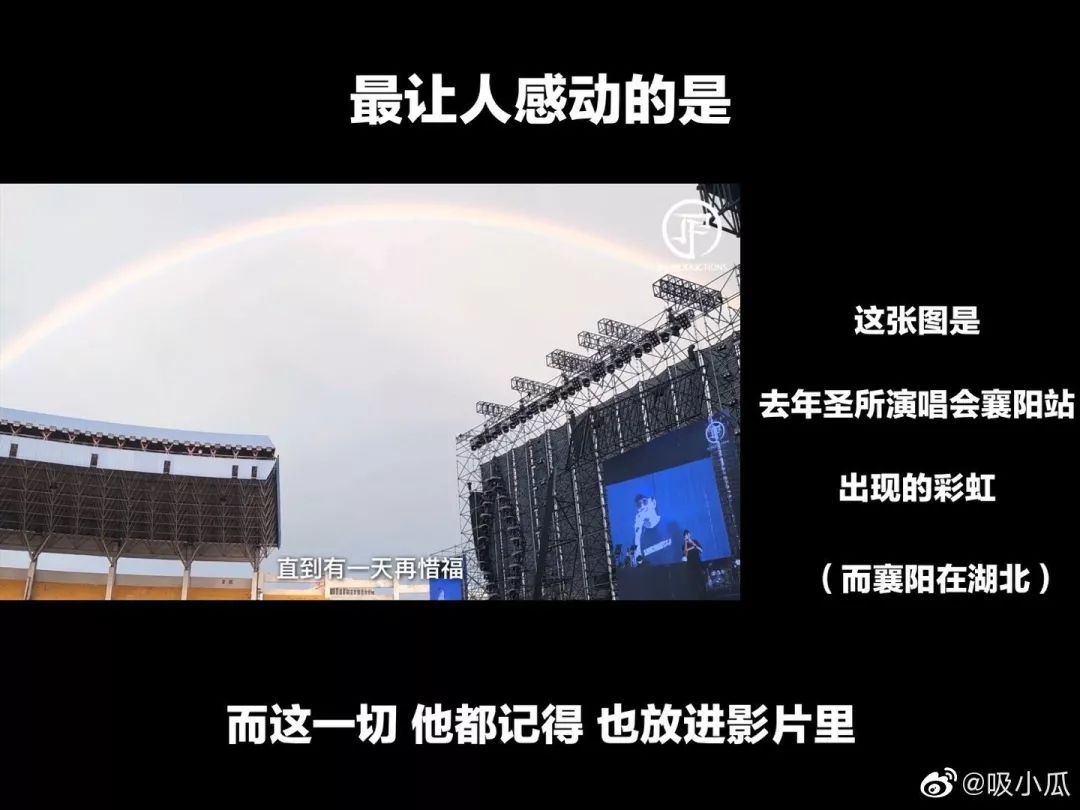 最让人感动的是
JFJ
PRODUCTIONS
这张图是
去年圣所演唱会襄阳站
出现的彩虹
（而襄阳在湖北）
直到有一天再惜福
而这一切 他都记得 也放进影片里
@吸小瓜